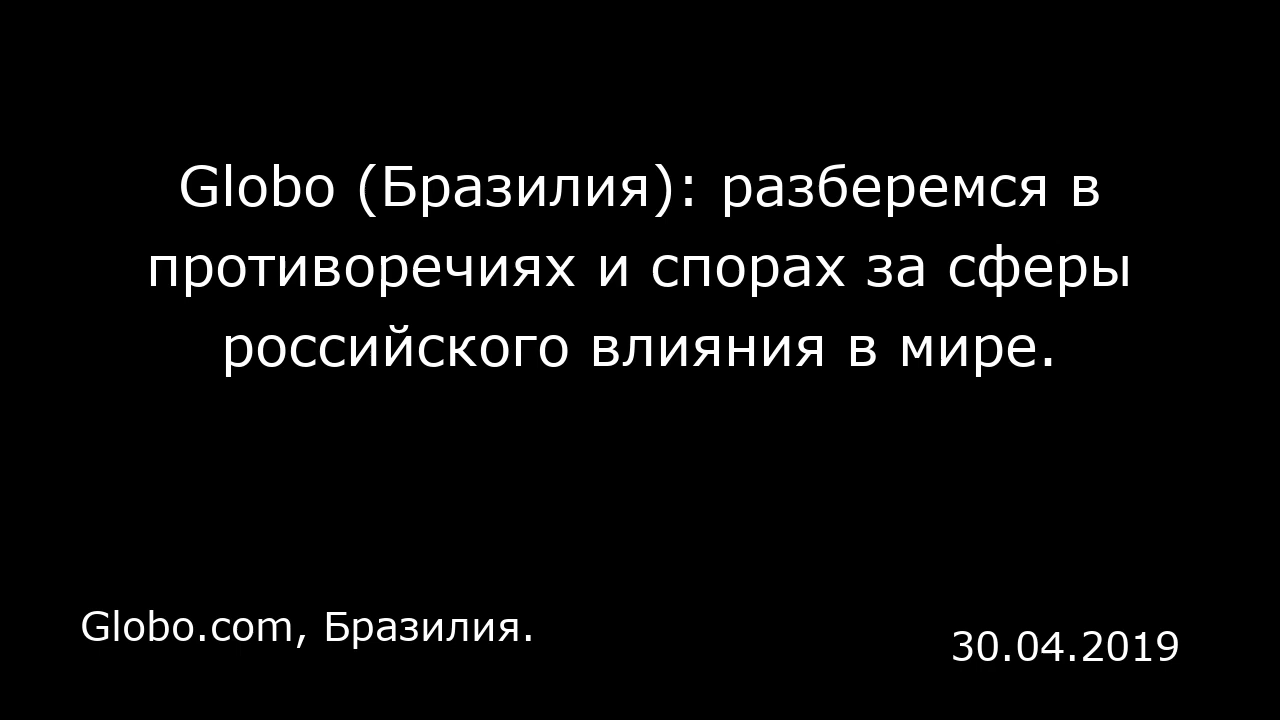 Globo (Бразилия): разберемся в
противоречиях и спорах за сферы
российского влияния в мире.
Globo.com, Бразилия.
30.04.2019